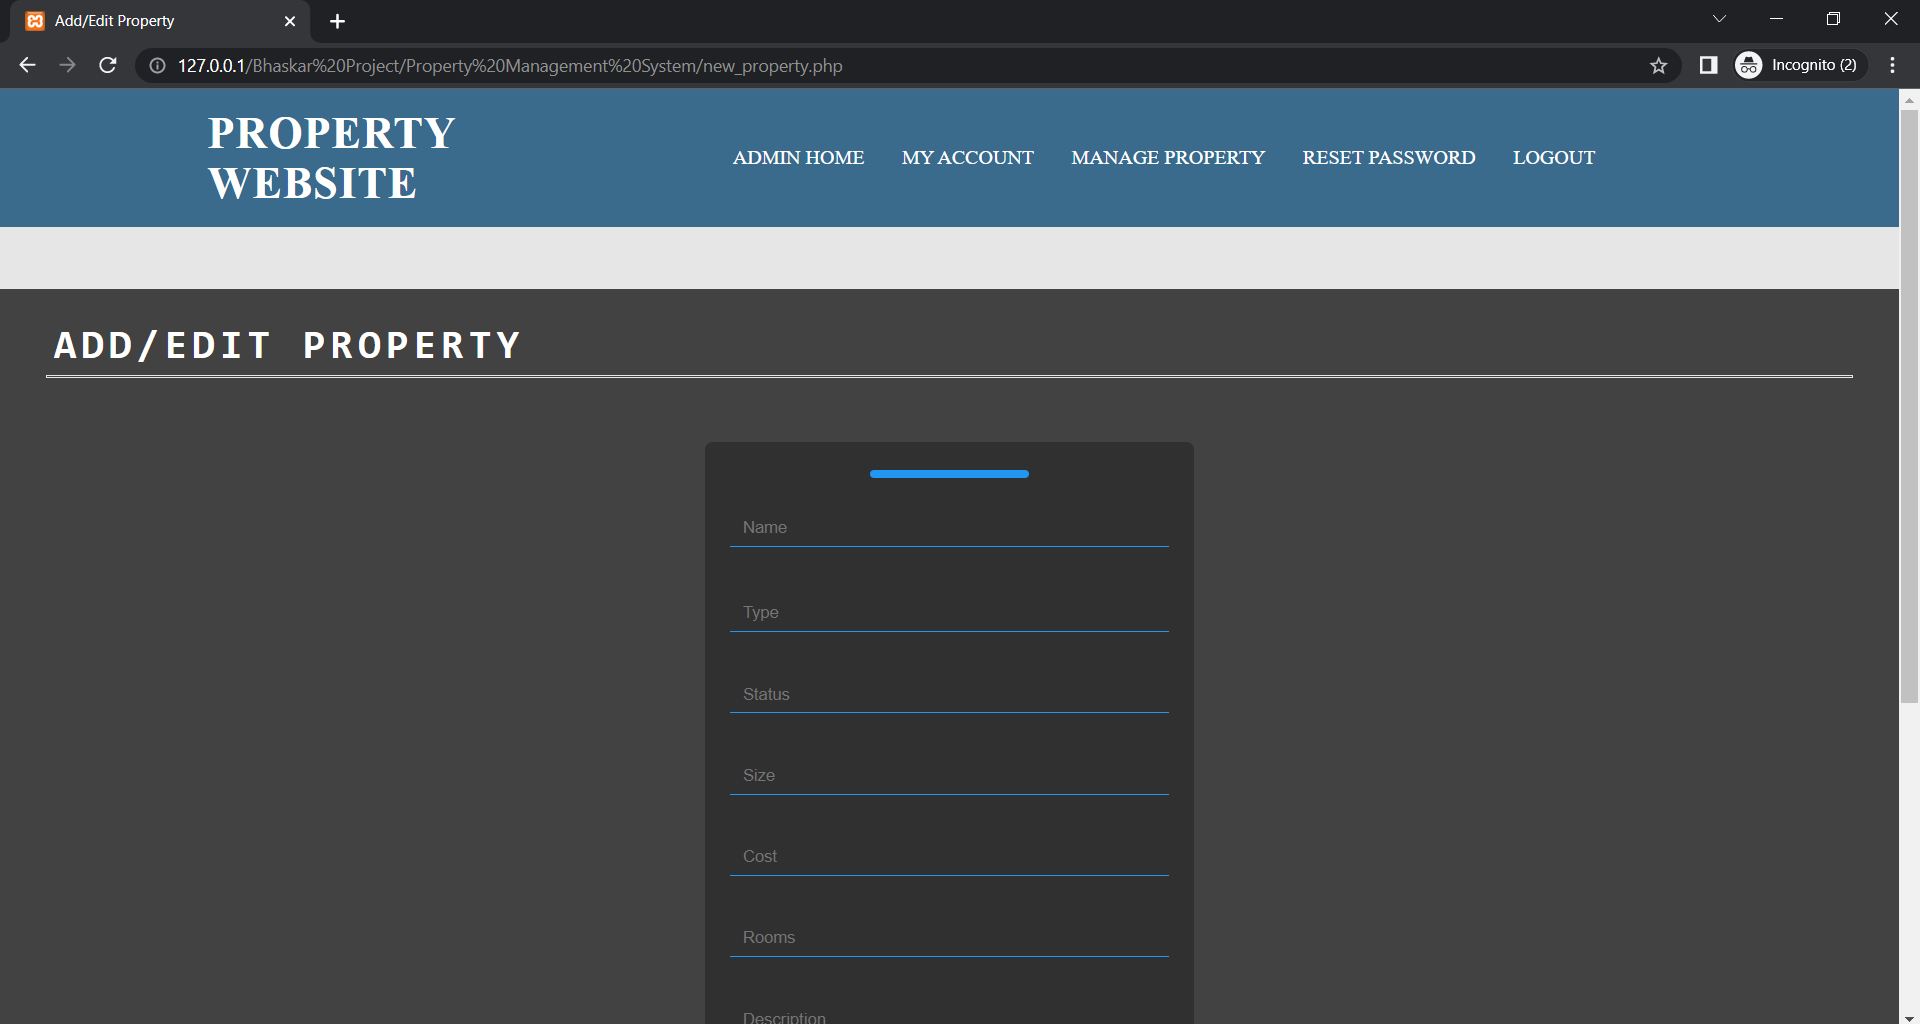 Add/Edit Property
127.0.0.1/Bhaskar%20Project/Property%20Management%20System/new_property.php
Incognito (2)
PROPERTY
WEBSITE
ADMIN HOME MY ACCOUNT MANAGE PROPERTY RESET PASSWORD LOGOUT
ADD/EDIT PROPERTY
Name
Type
Status
Size
Cost
Rooms
Description